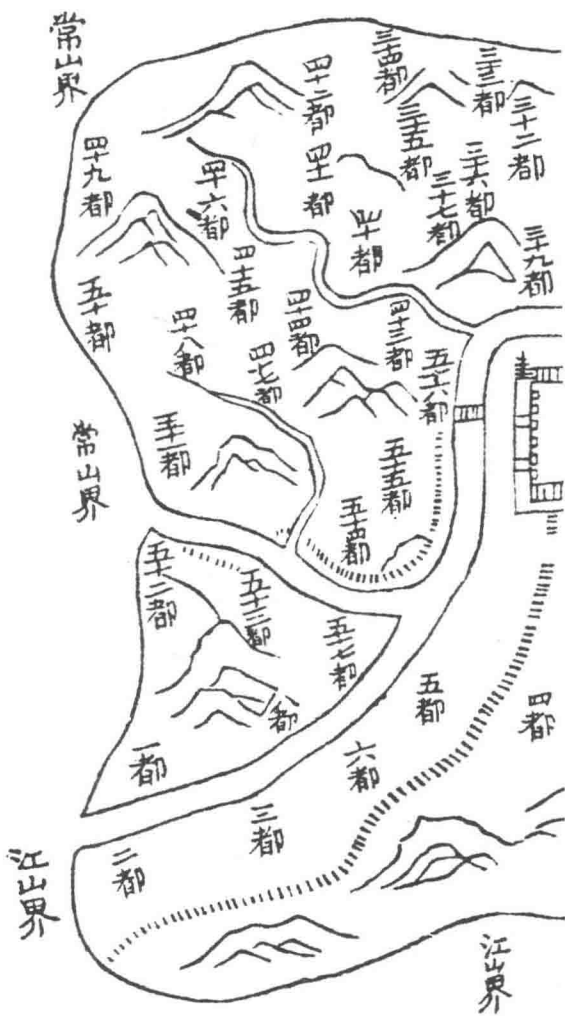 常山界
四十二都
三十四都
三十三都
三十二都
三十五都
三十六都
三十七都
三十九都
四十九都
四十六都
四十一都
四十都
四十五都
五十都
四十八都
四十七都
四十四都
四十三都
五十六都
常山界
五十一都
五十五都
五十四都
五十二都
五十三都
五十七都
八都
五都
四都
一都
六都
三都
二都
江山界
江山界